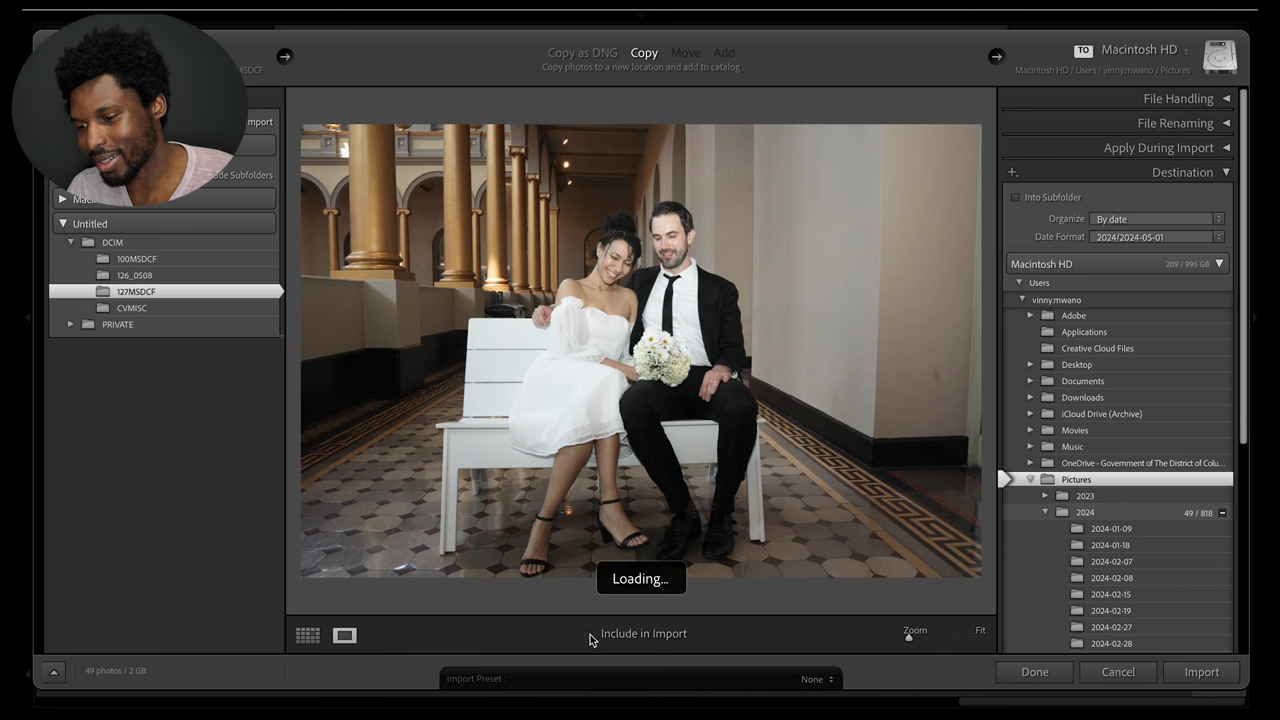 Copy as DNG Copy Move Add
Copy photos to a new location and add to catalog
TO Macintosh HD
Macintosh HD / Users / vinny.mwano / Pictures
File Handling
File Renaming
Apply During Import
Destination
Into Subfolder
Organize By date
Date Format 2024/2024-05-01
Macintosh HD 209 / 995 GB
Users
vinny.mwano
Adobe
Applications
Creative Cloud Files
Desktop
Documents
Downloads
iCloud Drive (Archive)
Movies
Music
OneDrive - Government of The District of Colu...
Pictures
2023
2024 49 / 818
2024-01-09
2024-01-18
2024-02-07
2024-02-08
2024-02-15
2024-02-19
2024-02-27
2024-02-28
Subfolders
Untitled
DCIM
100MSDCF
126_0508
127MSDCF
CVMISC
PRIVATE
Loading...
Include in Import
Zoom Fit
49 photos / 2 GB
Import Preset : None
Done Cancel Import